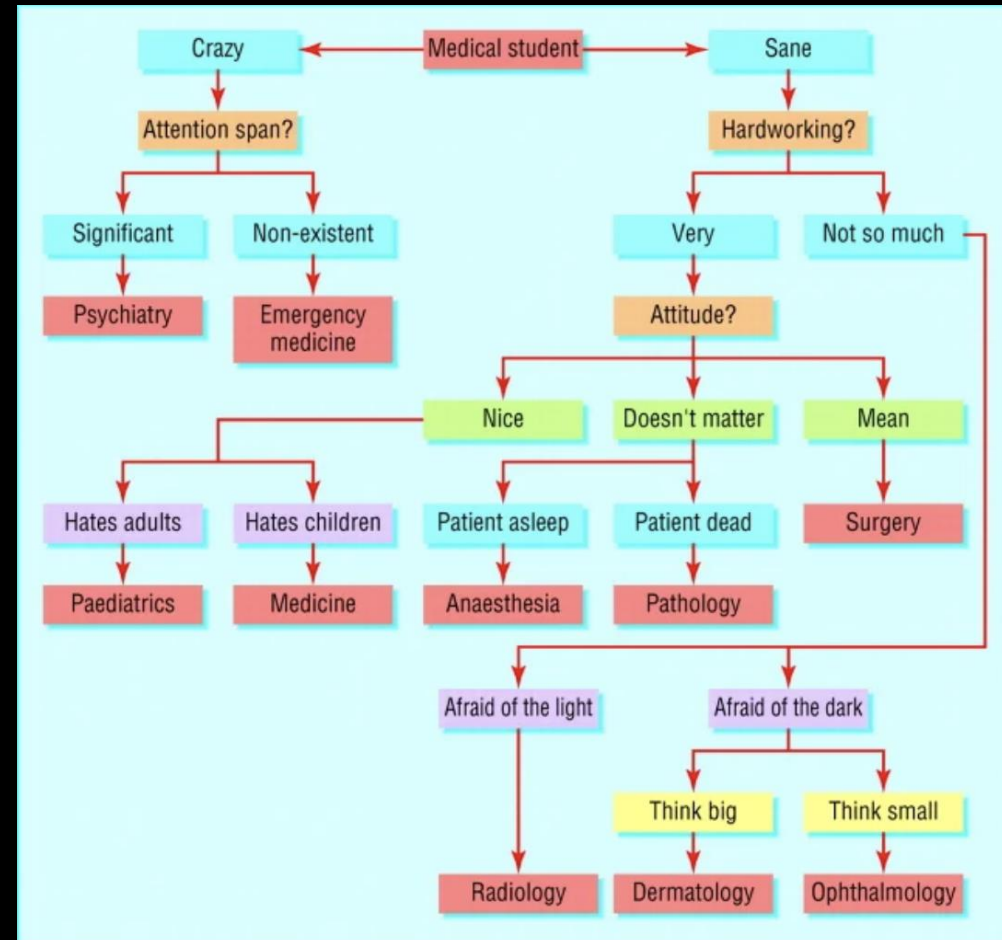 Crazy
Medical student
Sane
Attention span?
Hardworking?
Significant
Non-existent
Very
Not so much
Psychiatry
Emergency
medicine
Attitude?
Nice
Doesn't matter
Mean
Hates adults
Hates children
Patient asleep
Patient dead
Surgery
Paediatrics
Medicine
Anaesthesia
Pathology
Afraid of the light
Afraid of the dark
Think big
Think small
Radiology
Dermatology
Ophthalmology